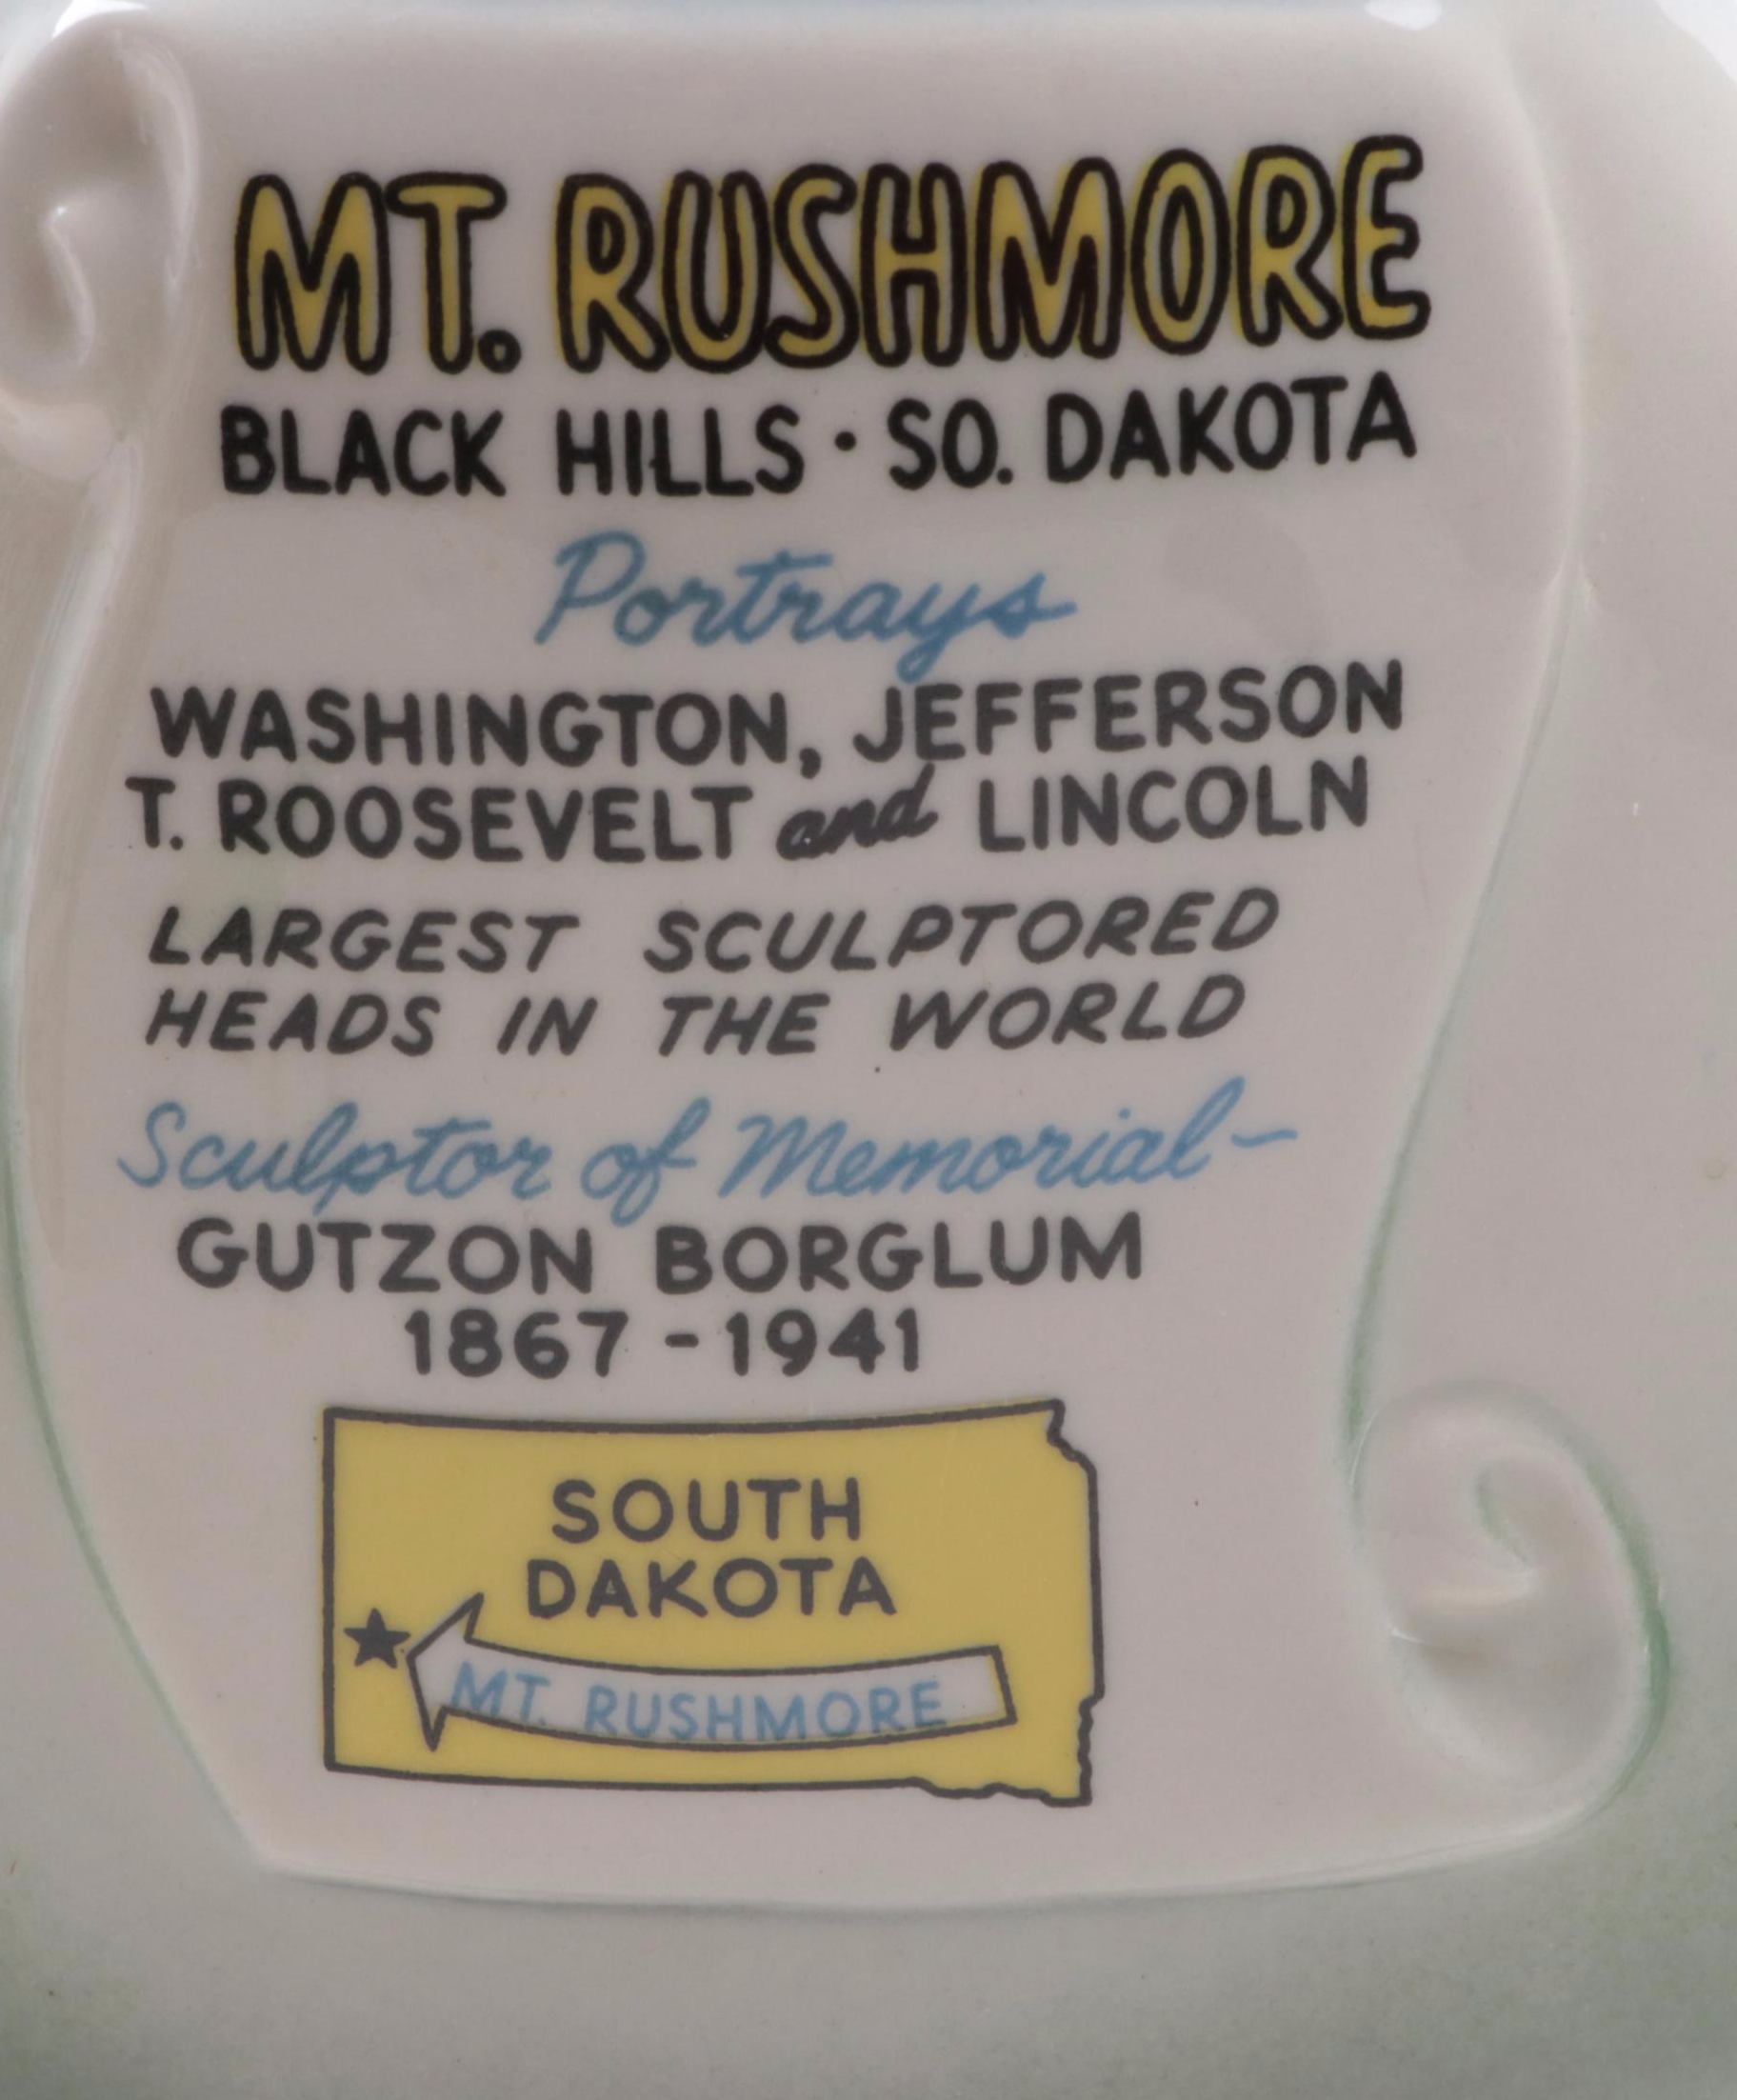 MT. RUSHMORE
BLACK HILLS · SO. DAKOTA
Portrays
WASHINGTON, JEFFERSON
T. ROOSEVELT and LINCOLN
LARGEST SCULPTORED
HEADS IN THE WORLD
Sculptor of Memorial-
GUTZON BORGLUM
1867 - 1941
SOUTH
DAKOTA
MT. RUSHMORE